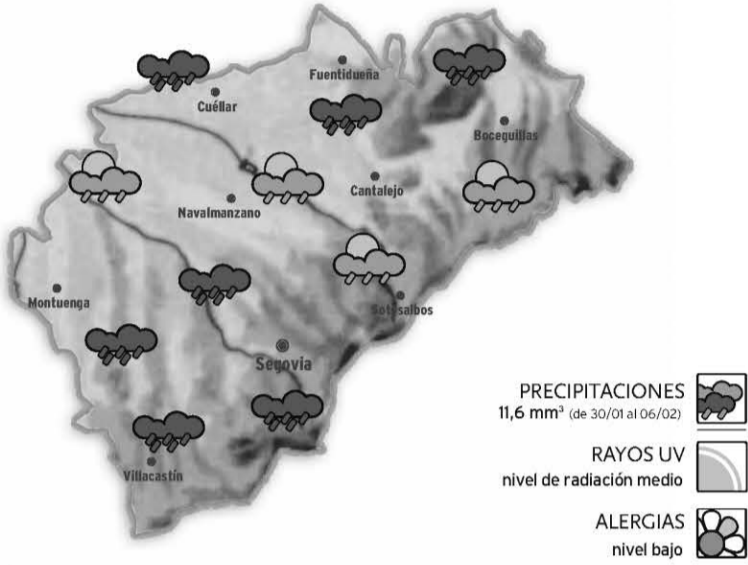 Fuentidueña
Cuéllar
Boceguillas
Cantalejo
Navalmanzano
Montuenga
Sotosalbos
Segovia
Villacastín
PRECIPITACIONES
11,6 mm³ (de 30/01 al 06/02)
RAYOS UV
nivel de radiación medio
ALERGIAS
nivel bajo